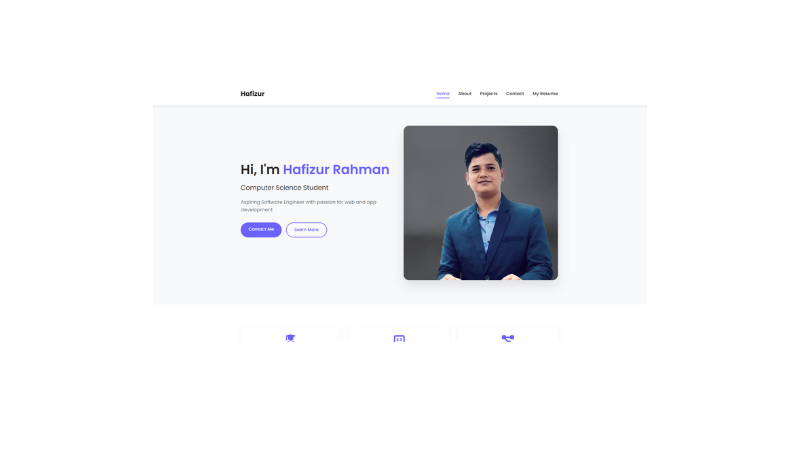 Hafizur
Home About Projects Contact My Resume
Hi, I'm Hafizur Rahman
Computer Science Student
Aspiring Software Engineer with passion for web and app
development
Contact Me Learn More